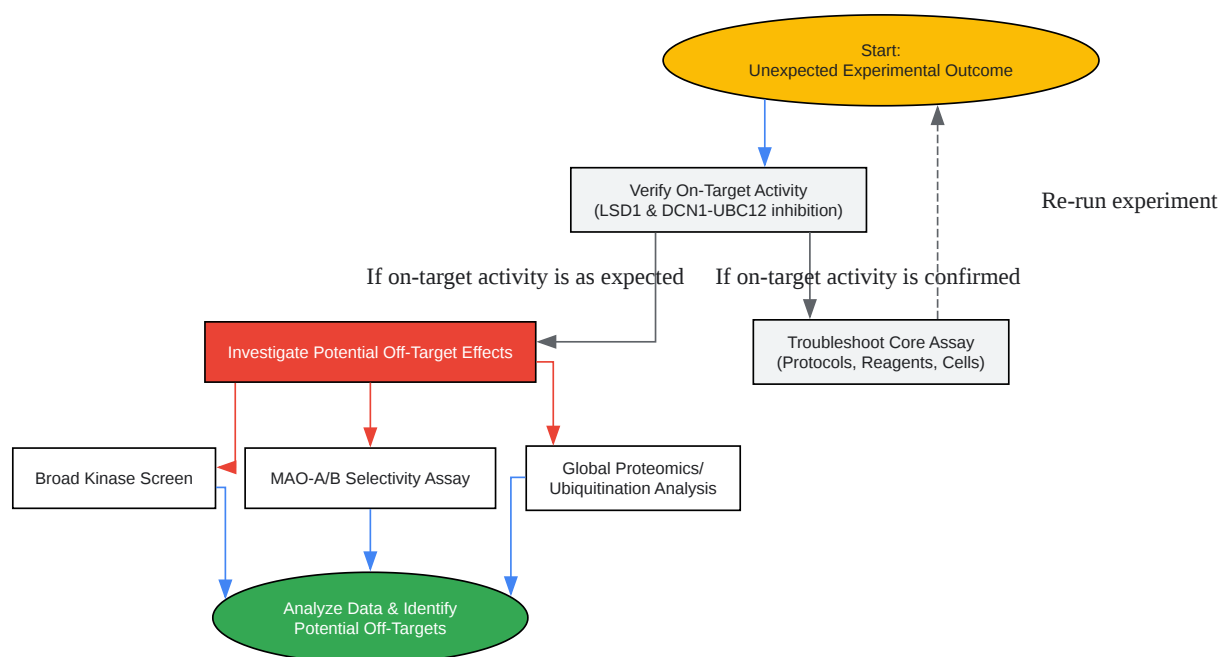 Start:
Unexpected Experimental Outcome
Verify On-Target Activity
(LSD1 & DCN1-UBC12 inhibition)
Re-run experiment
If on-target activity is as expected
If on-target activity is confirmed
Investigate Potential Off-Target Effects
Troubleshoot Core Assay
(Protocols, Reagents, Cells)
Broad Kinase Screen
MAO-A/B Selectivity Assay
Global Proteomics/
Ubiquitination Analysis
Analyze Data & Identify
Potential Off-Targets